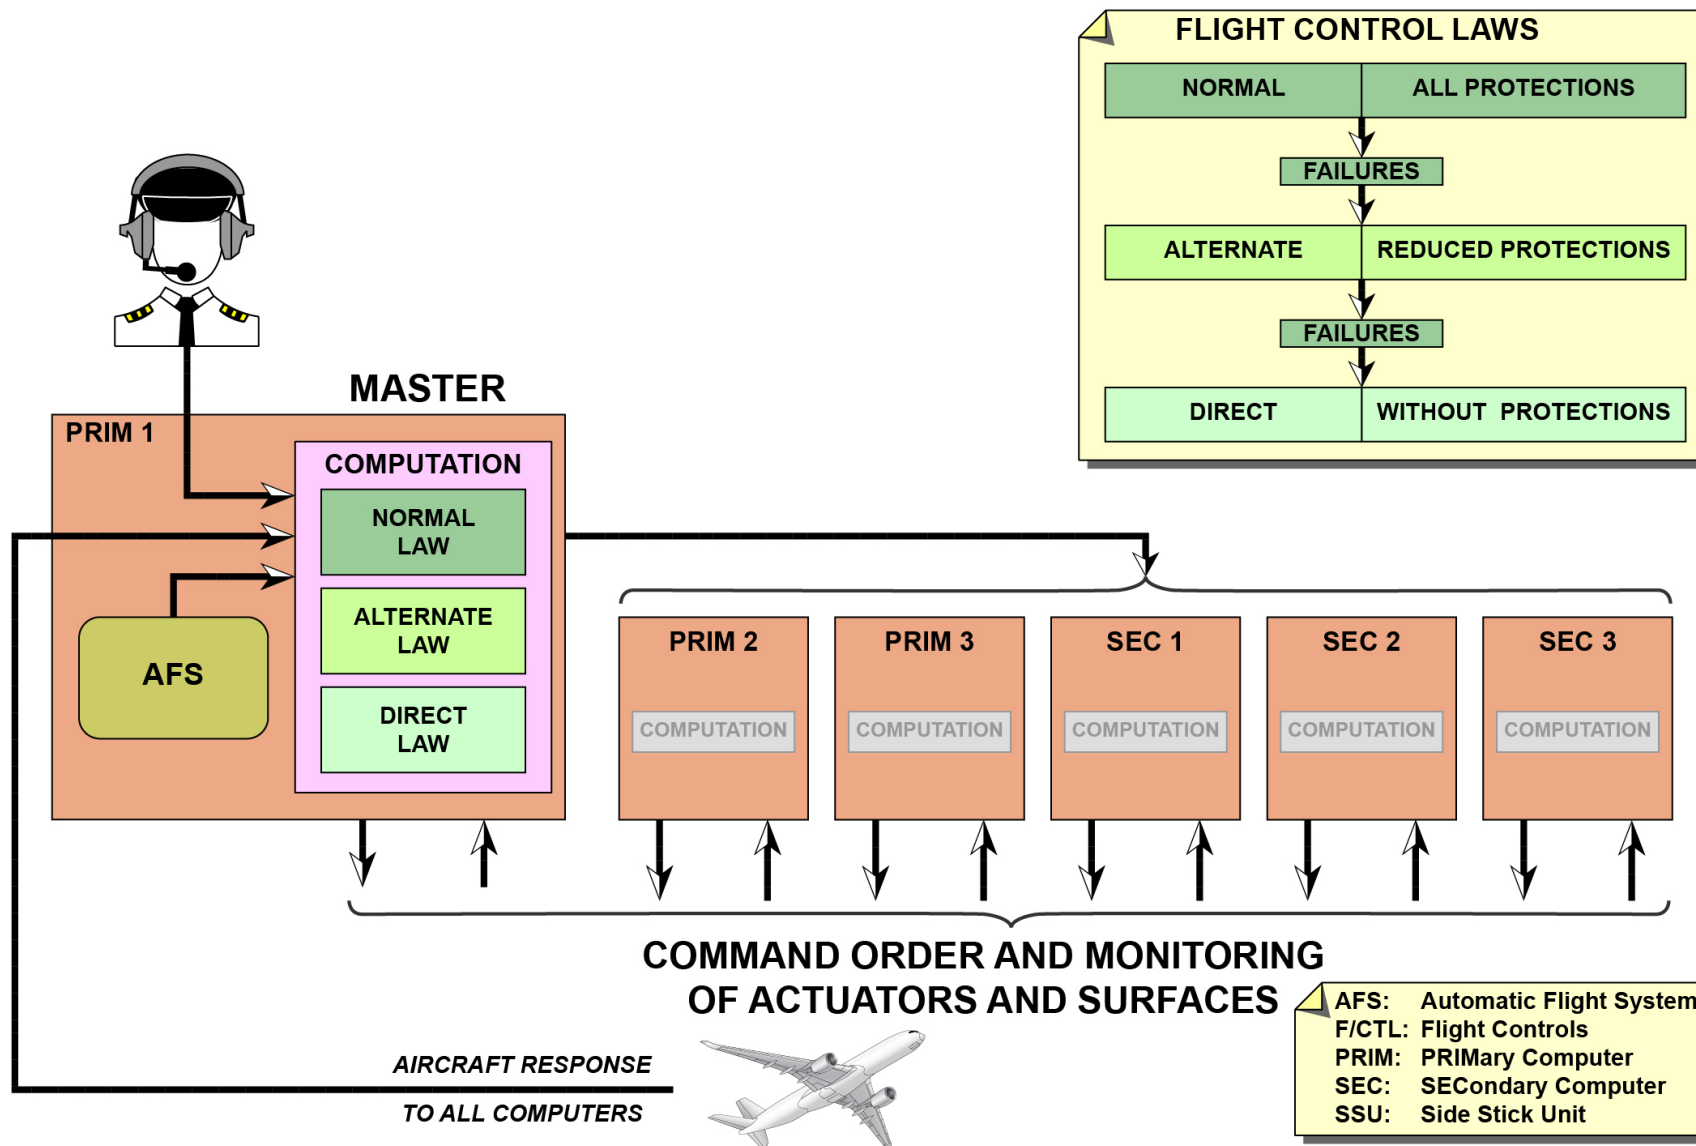 FLIGHT CONTROL LAWS
NORMAL ALL PROTECTIONS
FAILURES
ALTERNATE REDUCED PROTECTIONS
FAILURES
DIRECT WITHOUT PROTECTIONS
MASTER
PRIM 1
COMPUTATION
NORMAL
LAW
ALTERNATE
LAW
DIRECT
LAW
AFS
PRIM 2
COMPUTATION
PRIM 3
COMPUTATION
SEC 1
COMPUTATION
SEC 2
COMPUTATION
SEC 3
COMPUTATION
COMMAND ORDER AND MONITORING
OF ACTUATORS AND SURFACES
AIRCRAFT RESPONSE
TO ALL COMPUTERS
AFS: Automatic Flight System
F/CTL: Flight Controls
PRIM: PRIMary Computer
SEC: SECondary Computer
SSU: Side Stick Unit